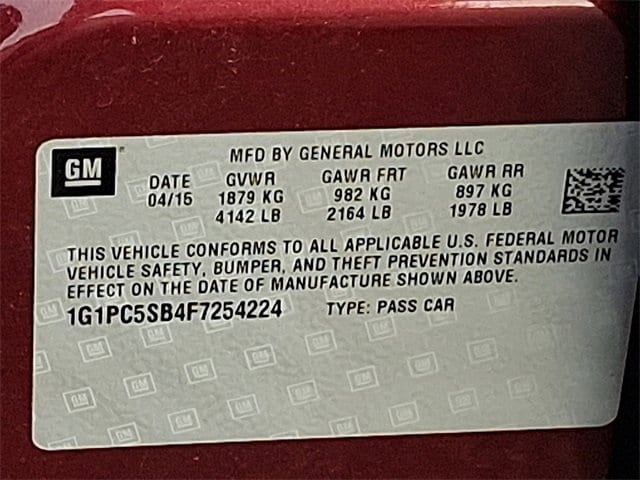 GM
MFD BY GENERAL MOTORS LLC
DATE GVWR GAWR FRT GAWR RR
04/15 1879 KG 982 KG 897 KG
4142 LB 2164 LB 1978 LB
THIS VEHICLE CONFORMS TO ALL APPLICABLE U.S. FEDERAL MOTOR
VEHICLE SAFETY, BUMPER, AND THEFT PREVENTION STANDARDS IN
EFFECT ON THE DATE OF MANUFACTURE SHOWN ABOVE.
1G1PC5SB4F7254224 TYPE: PASS CAR